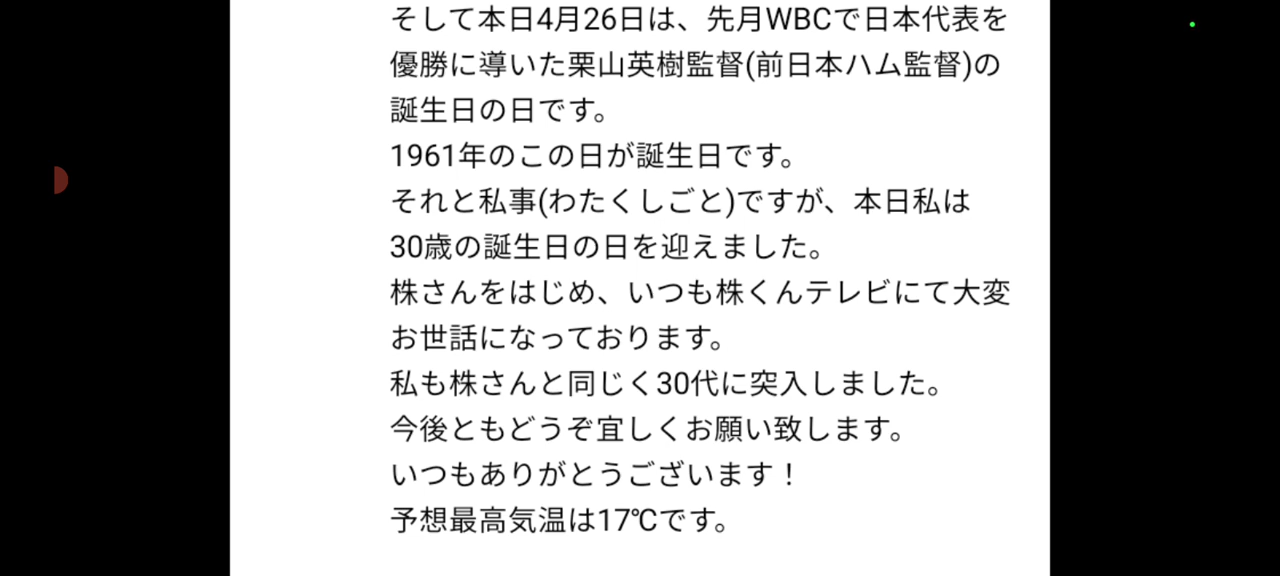 そして本日4月26日は、先月WBCで日本代表を
優勝に導いた栗山英樹監督(前日本ハム監督)の
誕生日の日です。
1961年のこの日が誕生日です。
それと私事(わたくしごと)ですが、本日私は
30歳の誕生日の日を迎えました。
株さんをはじめ、いつも株くんテレビにて大変
お世話になっております。
私も株さんと同じく30代に突入しました。
今後ともどうぞ宜しくお願い致します。
いつもありがとうございます！
予想最高気温は17℃です。